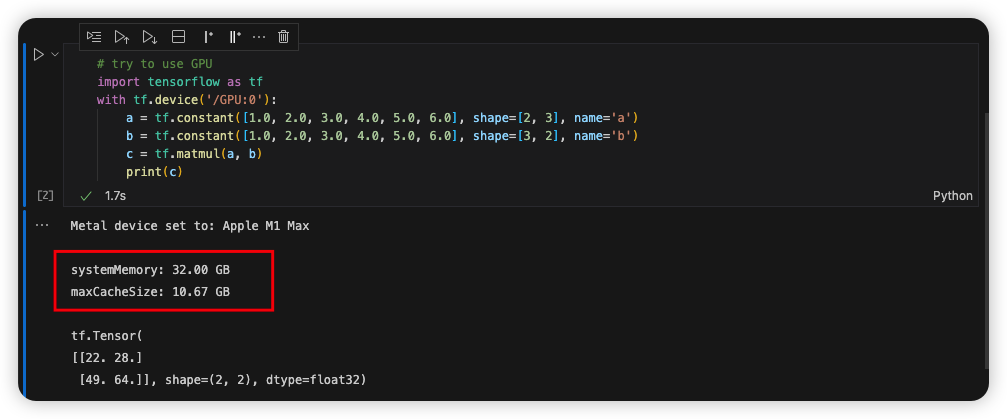 # try to use GPU
import tensorflow as tf
with tf.device('/GPU:0'):
    a = tf.constant([1.0, 2.0, 3.0, 4.0, 5.0, 6.0], shape=[2, 3], name='a')
    b = tf.constant([1.0, 2.0, 3.0, 4.0, 5.0, 6.0], shape=[3, 2], name='b')
    c = tf.matmul(a, b)
    print(c)
[2] 1.7s Python
Metal device set to: Apple M1 Max
systemMemory: 32.00 GB
maxCacheSize: 10.67 GB
tf.Tensor(
[[22. 28.]
 [49. 64.]], shape=(2, 2), dtype=float32)